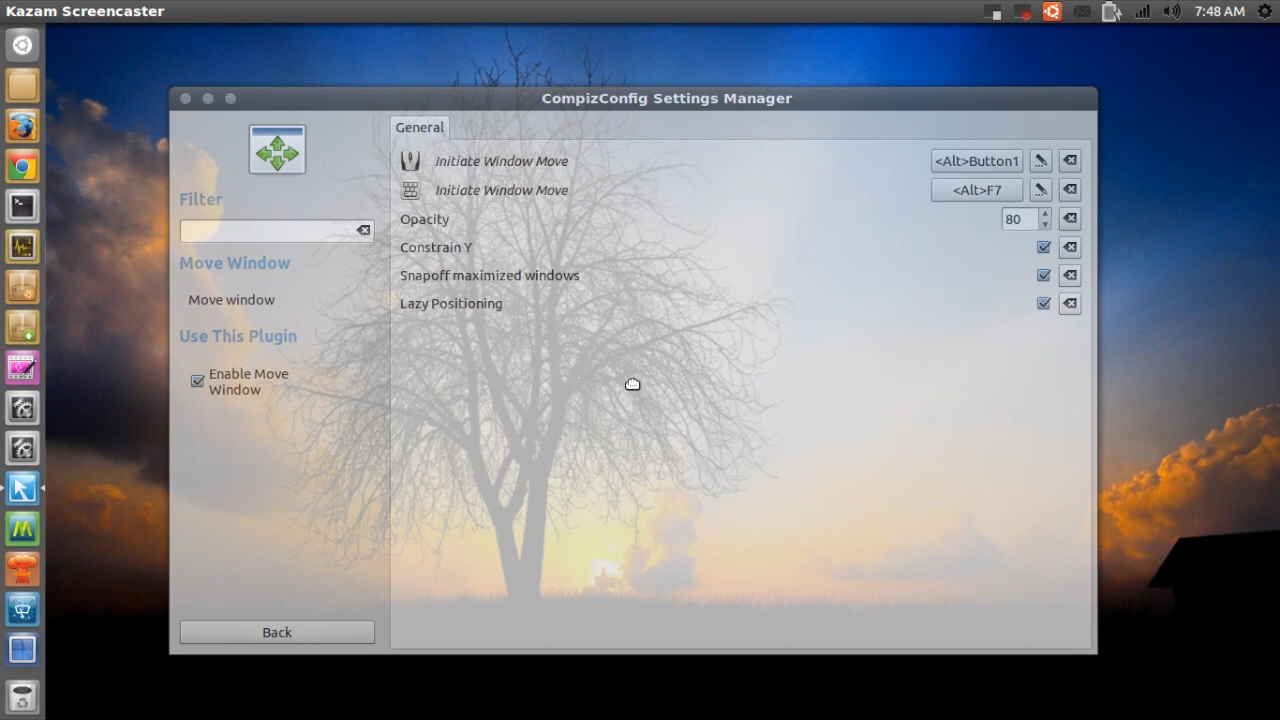 Kazam Screencaster
7:48 AM
CompizConfig Settings Manager
General
Initiate Window Move
<Alt>Button1
Initiate Window Move
<Alt>F7
Opacity
80
Constrain Y
Snapoff maximized windows
Lazy Positioning
Filter
Move Window
Move window
Use This Plugin
Enable Move
Window
Back